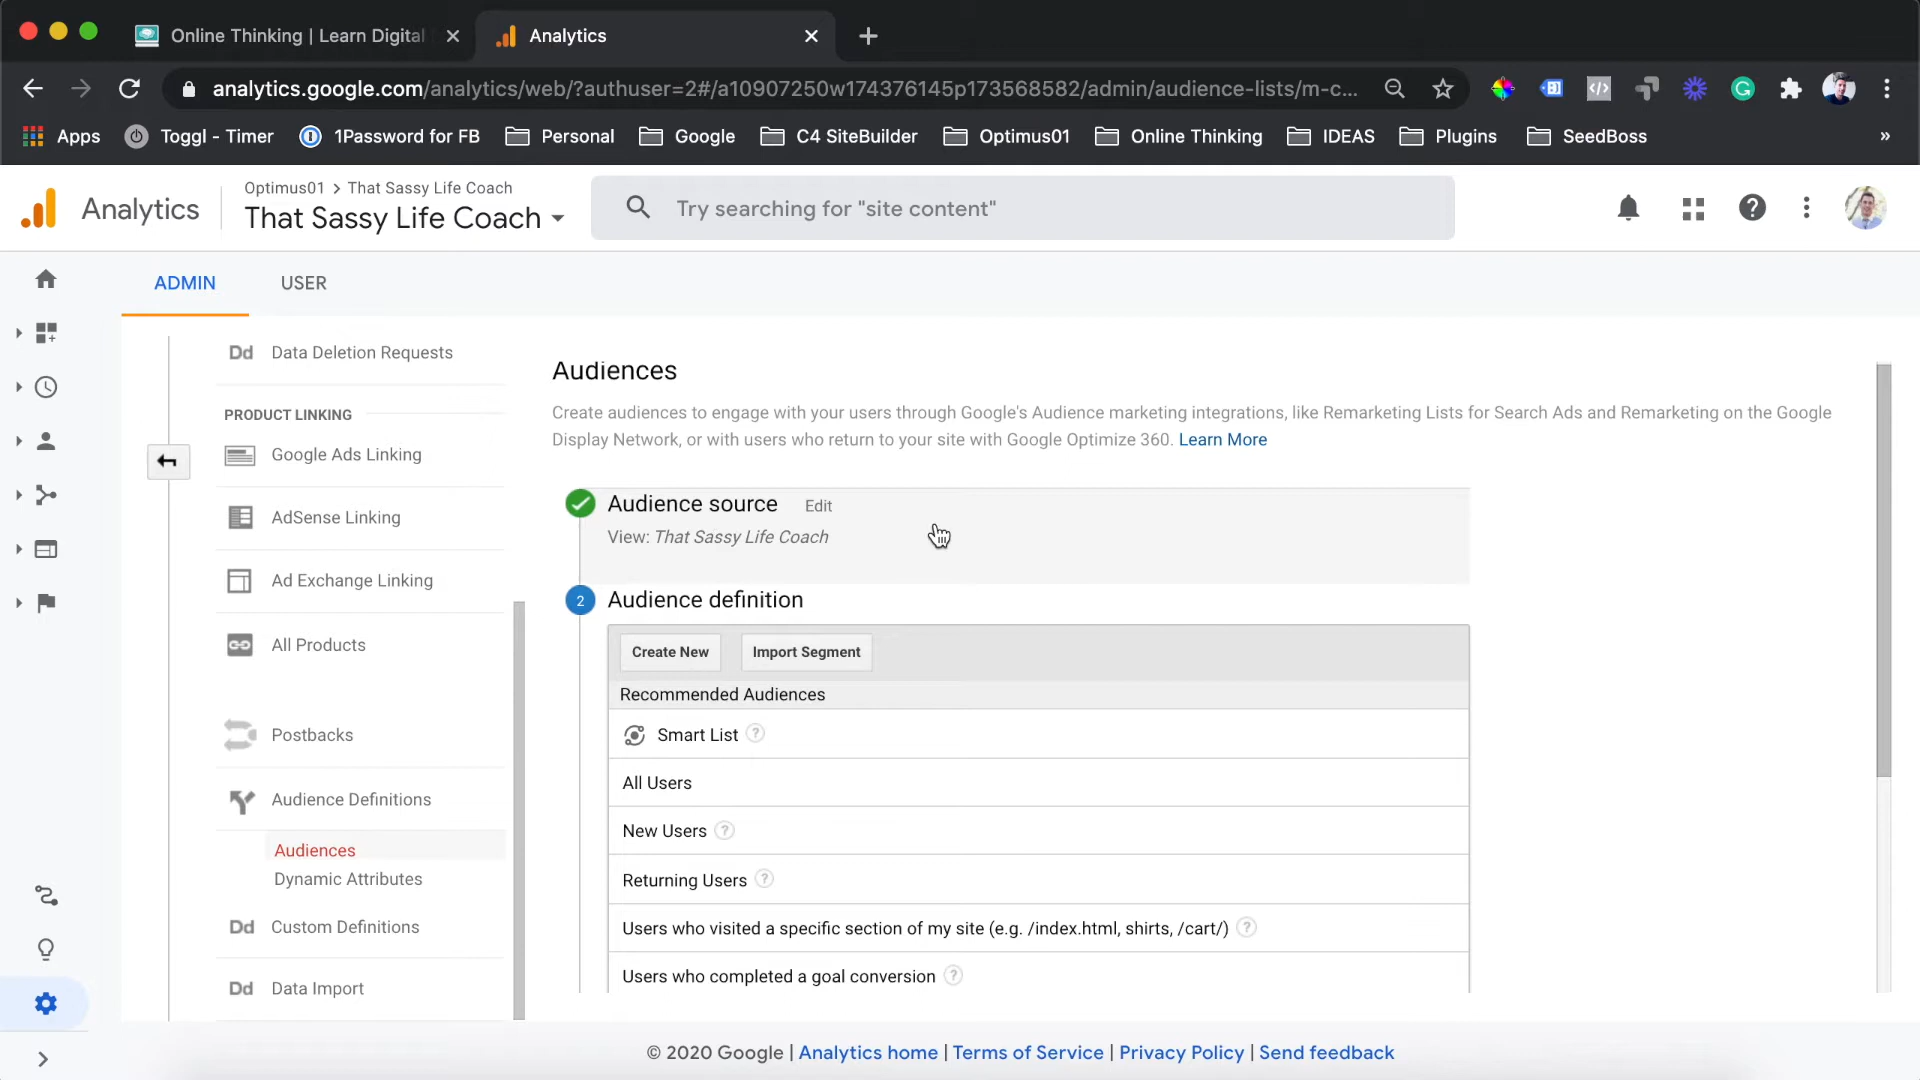 Online Thinking | Learn Digital
Analytics
analytics.google.com/analytics/web/?authuser=2#/a10907250w174376145p173568582/admin/audience-lists/m-c...
Apps
Toggl - Timer
1Password for FB
Personal
Google
C4 SiteBuilder
Optimus01
Online Thinking
IDEAS
Plugins
SeedBoss
»
Analytics
Optimus01 > That Sassy Life Coach
That Sassy Life Coach
Try searching for "site content"
ADMIN
USER
Dd Data Deletion Requests
PRODUCT LINKING
Google Ads Linking
AdSense Linking
Ad Exchange Linking
All Products
Postbacks
Audience Definitions
Audiences
Dynamic Attributes
Dd Custom Definitions
Dd Data Import
Audiences
Create audiences to engage with your users through Google's Audience marketing integrations, like Remarketing Lists for Search Ads and Remarketing on the Google
Display Network, or with users who return to your site with Google Optimize 360. Learn More
Audience source Edit
View: That Sassy Life Coach
2 Audience definition
Create New
Import Segment
Recommended Audiences
Smart List ?
All Users
New Users ?
Returning Users ?
Users who visited a specific section of my site (e.g. /index.html, shirts, /cart/) ?
Users who completed a goal conversion ?
© 2020 Google | Analytics home | Terms of Service | Privacy Policy | Send feedback